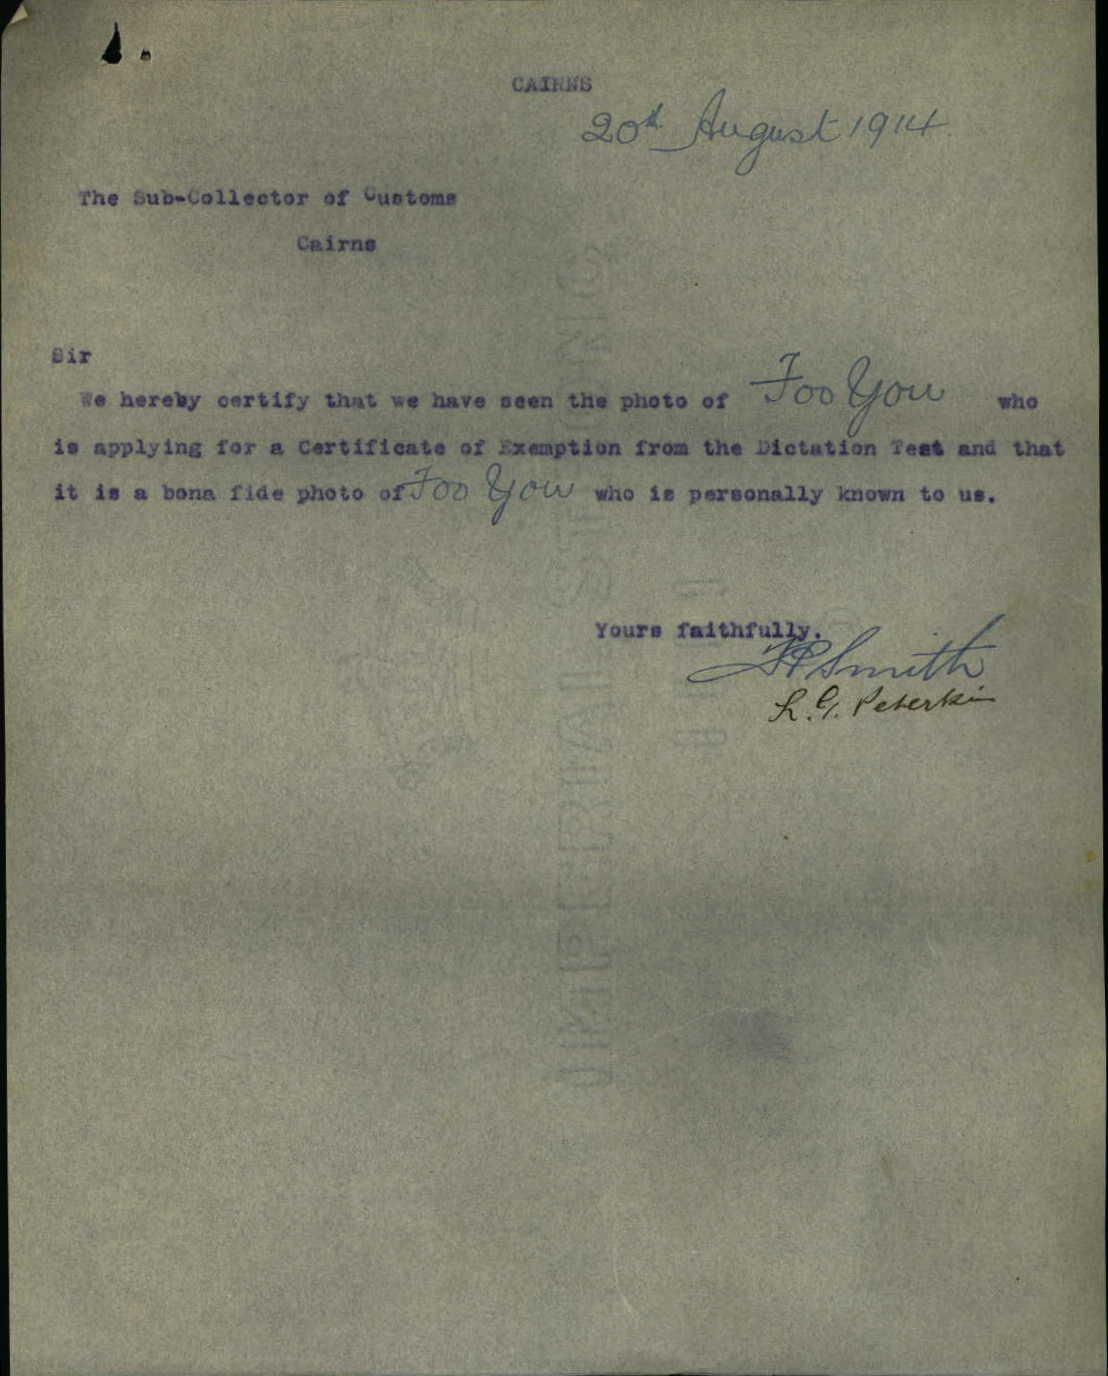 CAIRNS
20th August 1914.
The Sub-Collector of Customs
Cairns
Sir
We hereby certify that we have seen the photo of Foo You who
is applying for a Certificate of Exemption from the Dictation Test and that
it is a bona fide photo of Foo You who is personally known to us.
Yours faithfully.
Smith
L. G. Peterkin